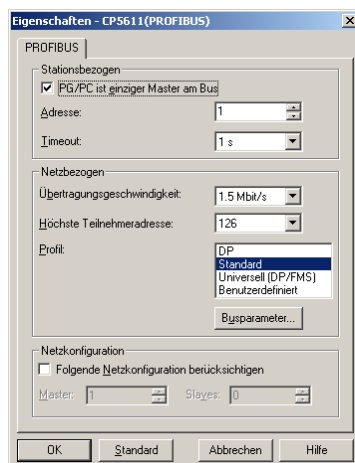 Eigenschaften - CP5611(PROFIBUS)
PROFIBUS
Stationsbezogen
PG/PC ist einziger Master am Bus
Adresse: 1
Timeout: 1 s
Netzbezogen
Übertragungsgeschwindigkeit: 1.5 Mbit/s
Höchste Teilnehmeradresse: 126
Profil: DP
Standard
Universell (DP/FMS)
Benutzerdefiniert
Busparameter...
Netzkonfiguration
Folgende Netzkonfiguration berücksichtigen
Master: 1 Slaves: 0
OK Standard Abbrechen Hilfe